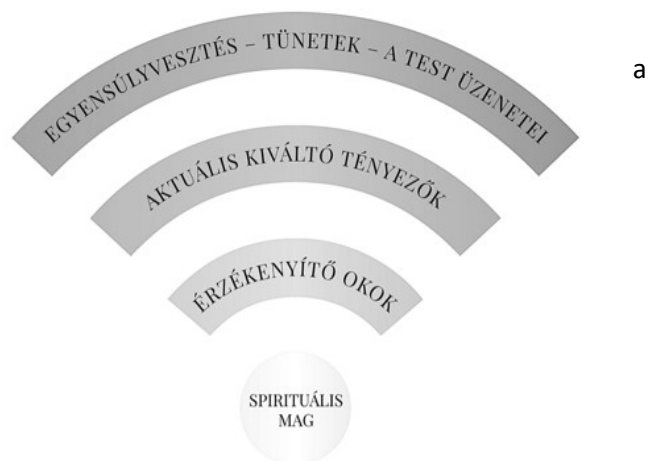 EGYENSÚLYVESZTÉS – TÜNETEK – A TEST ÜZENETEI
a
AKTUÁLIS KIVÁLTÓ TÉNYEZŐK
ÉRZÉKENYÍTŐ OKOK
SPIRITUÁLIS
MAG